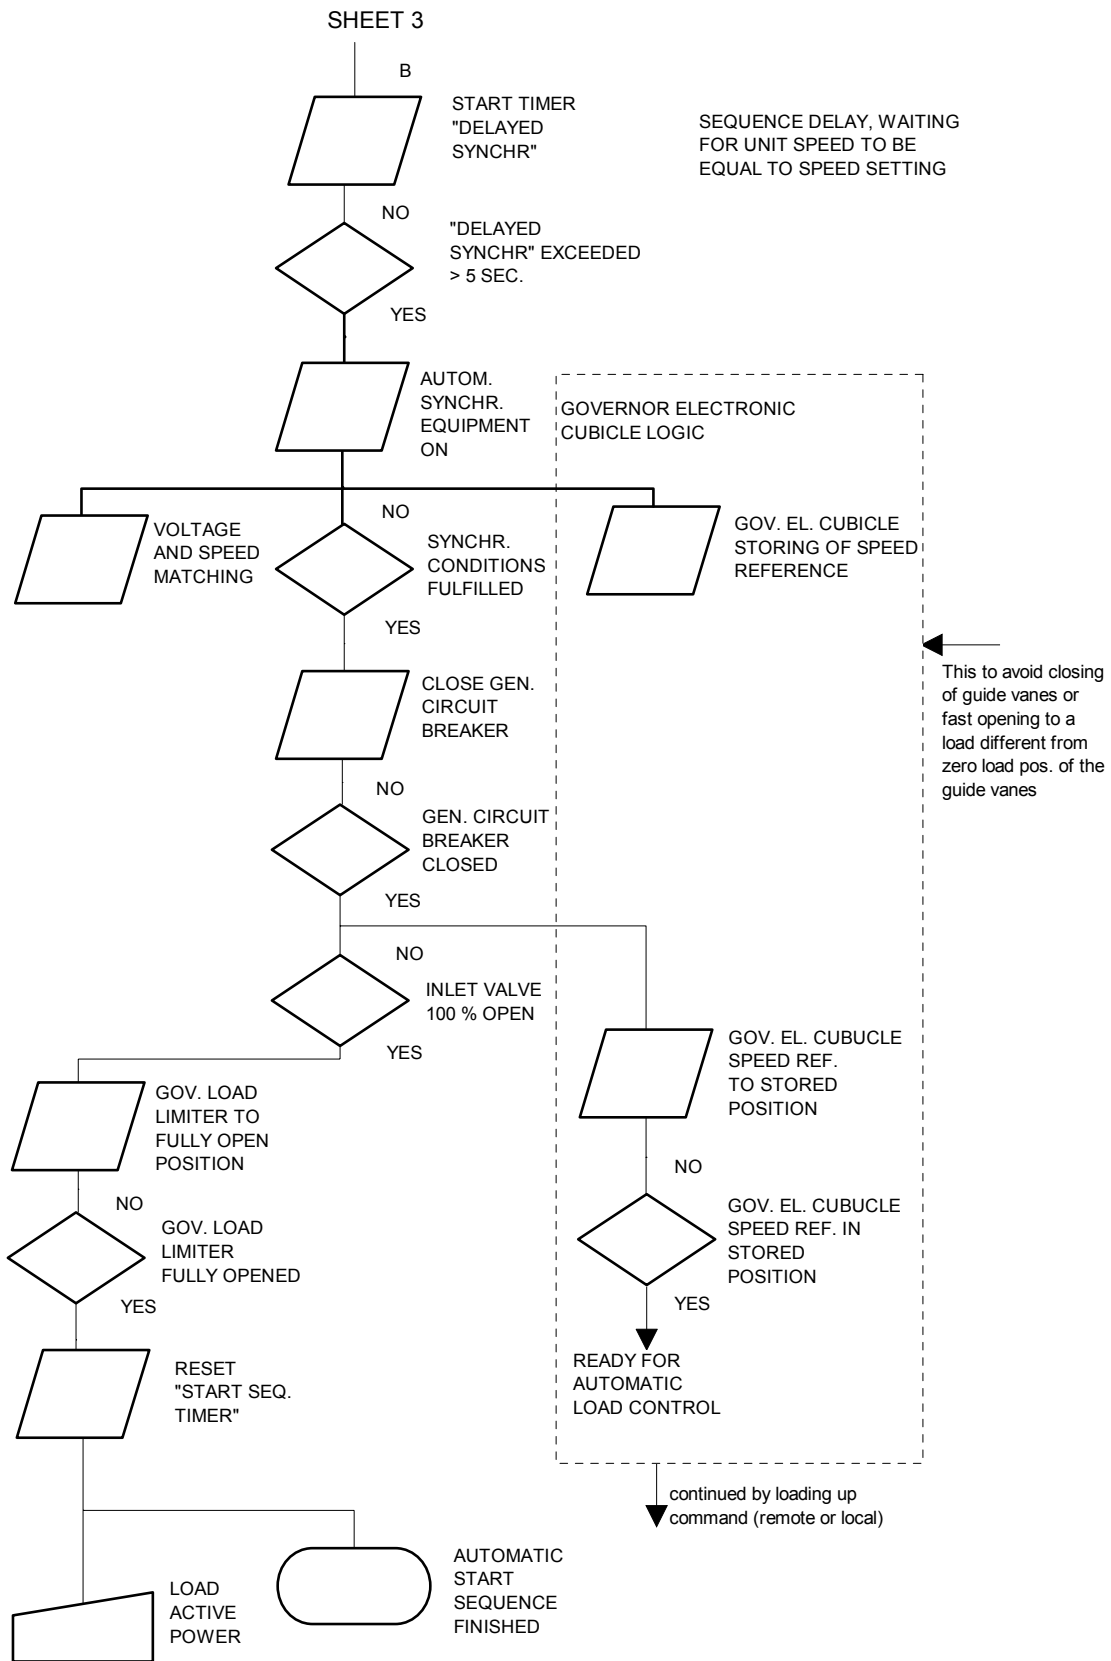 SHEET 3
B
START TIMER
"DELAYED
SYNCHR"
SEQUENCE DELAY, WAITING
FOR UNIT SPEED TO BE
EQUAL TO SPEED SETTING
NO
"DELAYED
SYNCHR" EXCEEDED
> 5 SEC.
YES
AUTOM.
SYNCHR.
EQUIPMENT
ON
GOVERNOR ELECTRONIC
CUBICLE LOGIC
VOLTAGE
AND SPEED
MATCHING
NO
SYNCHR.
CONDITIONS
FULFILLED
GOV. EL. CUBICLE
STORING OF SPEED
REFERENCE
YES
This to avoid closing
of guide vanes or
fast opening to a
load different from
zero load pos. of the
guide vanes
CLOSE GEN.
CIRCUIT
BREAKER
NO
GEN. CIRCUIT
BREAKER
CLOSED
YES
NO
INLET VALVE
100 % OPEN
YES
GOV. EL. CUBUCLE
SPEED REF.
TO STORED
POSITION
GOV. LOAD
LIMITER TO
FULLY OPEN
POSITION
NO
GOV. EL. CUBUCLE
SPEED REF. IN
STORED
POSITION
NO
GOV. LOAD
LIMITER
FULLY OPENED
YES
YES
READY FOR
AUTOMATIC
LOAD CONTROL
RESET
"START SEQ.
TIMER"
continued by loading up
command (remote or local)
AUTOMATIC
START
SEQUENCE
FINISHED
LOAD
ACTIVE
POWER